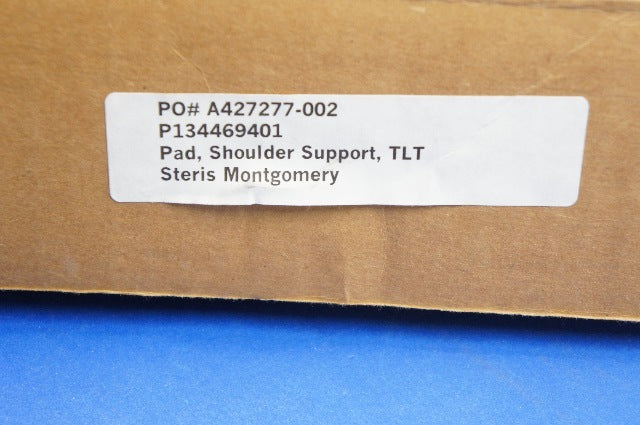 PO# A427277-002
P134469401
Pad, Shoulder Support, TLT
Steris Montgomery